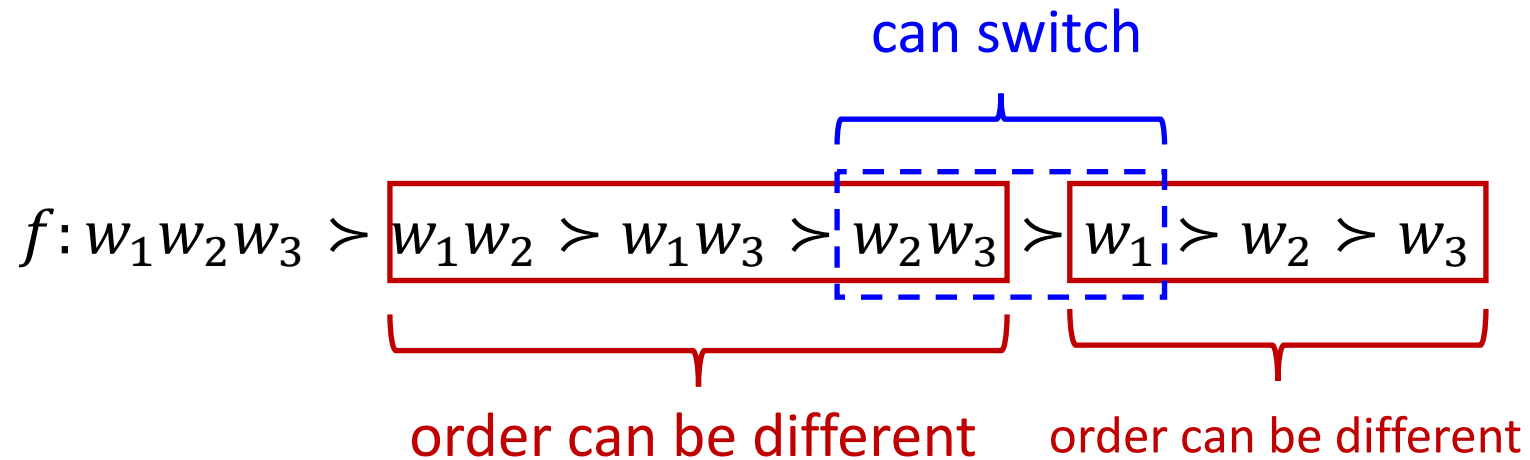 can switch
f: w₁w₂w₃ ≻ w₁w₂ ≻ w₁w₃ ≻ w₂w₃ ≻ w₁ ≻ w₂ ≻ w₃
order can be different order can be different